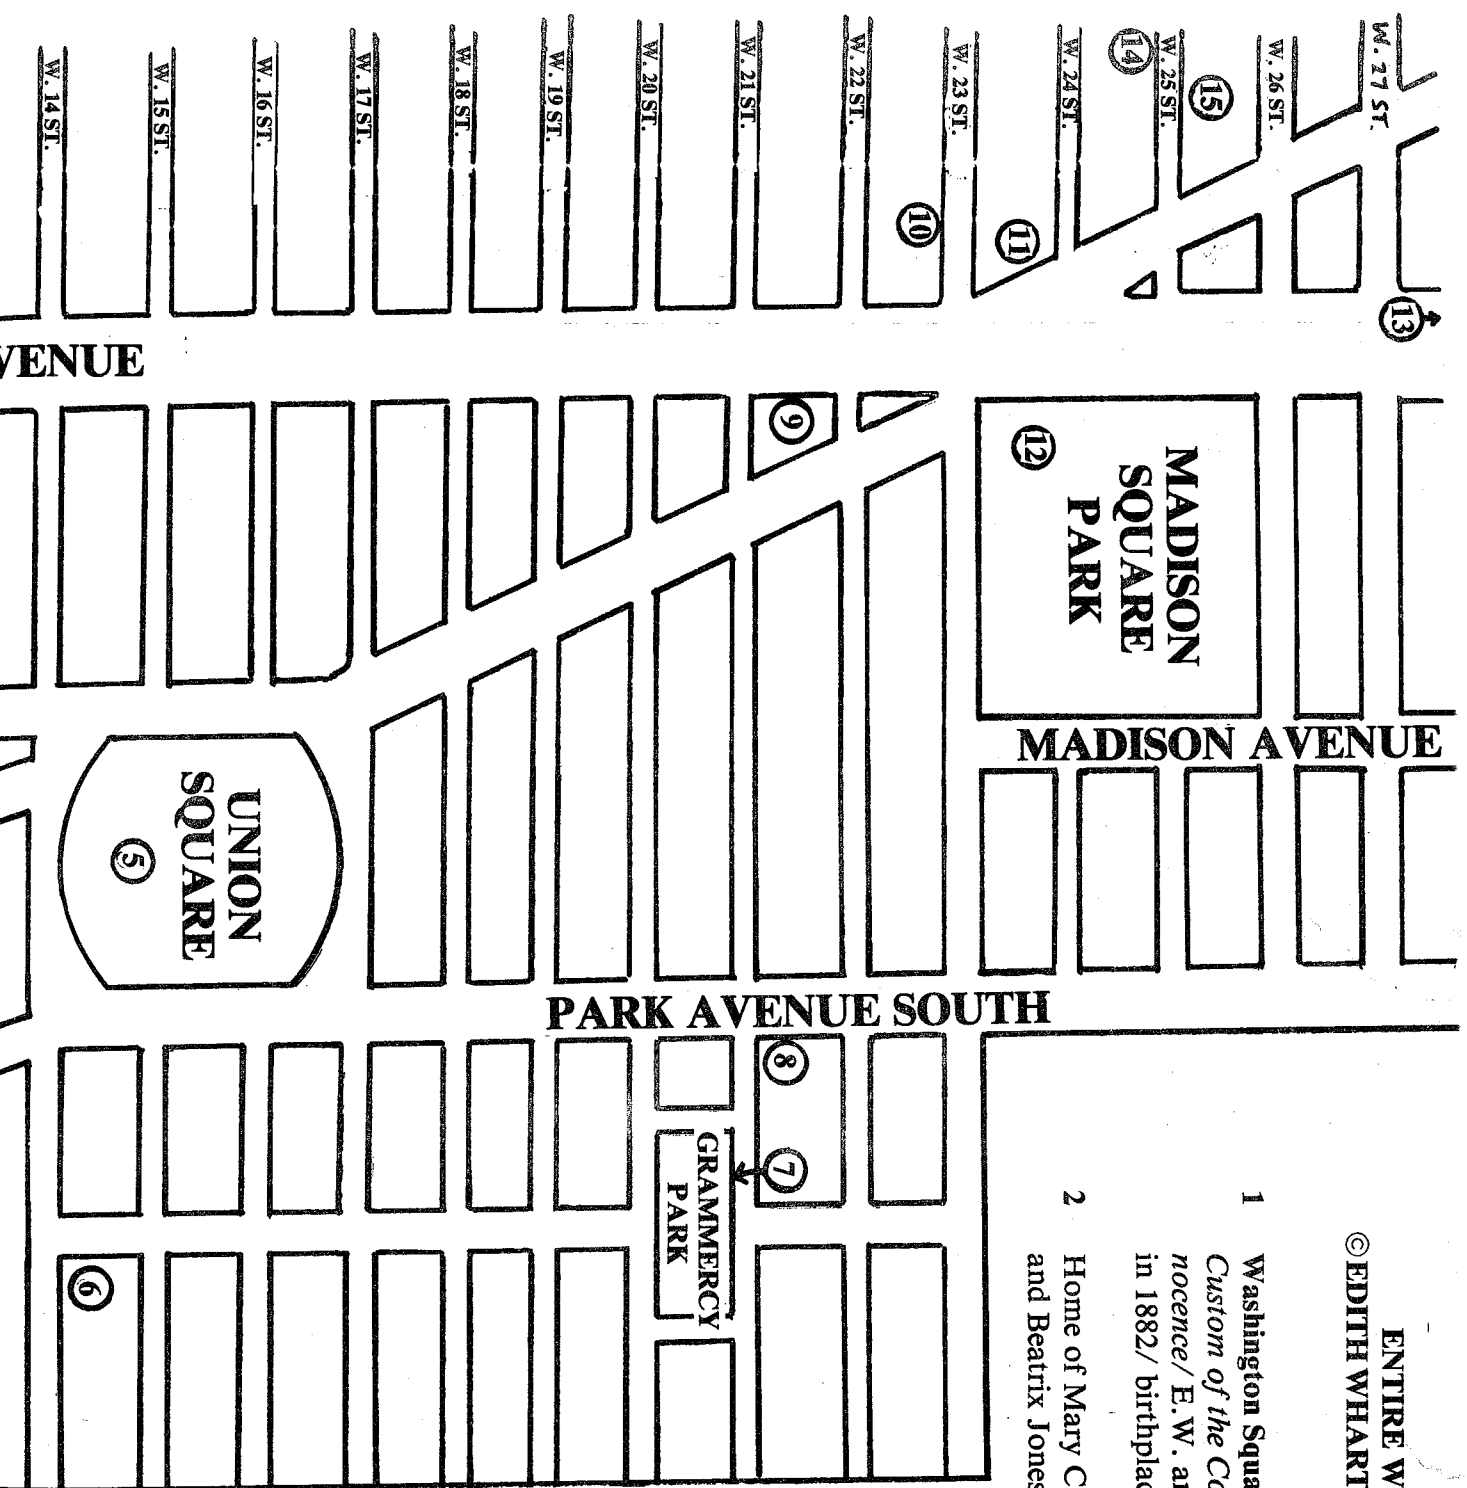 W. 14 ST.
W. 15 ST.
W. 16 ST.
W. 17 ST.
W. 18 ST.
W. 19 ST.
W. 20 ST.
W. 21 ST.
W. 22 ST.
W. 23 ST.
W. 24 ST.
W. 25 ST.
W. 26 ST.
W. 27 ST.
14
15
10
11
13
VENUE
9
12
MADISON
SQUARE
PARK
MADISON AVENUE
UNION
SQUARE
5
PARK AVENUE SOUTH
8
7
GRAMMERCY
PARK
6
ENTIRE W
©EDITH WHART
1 Washington Squa
Custom of the Co
nocence/ E. W. an
in 1882/ birthplac
2 Home of Mary C
and Beatrix Jones